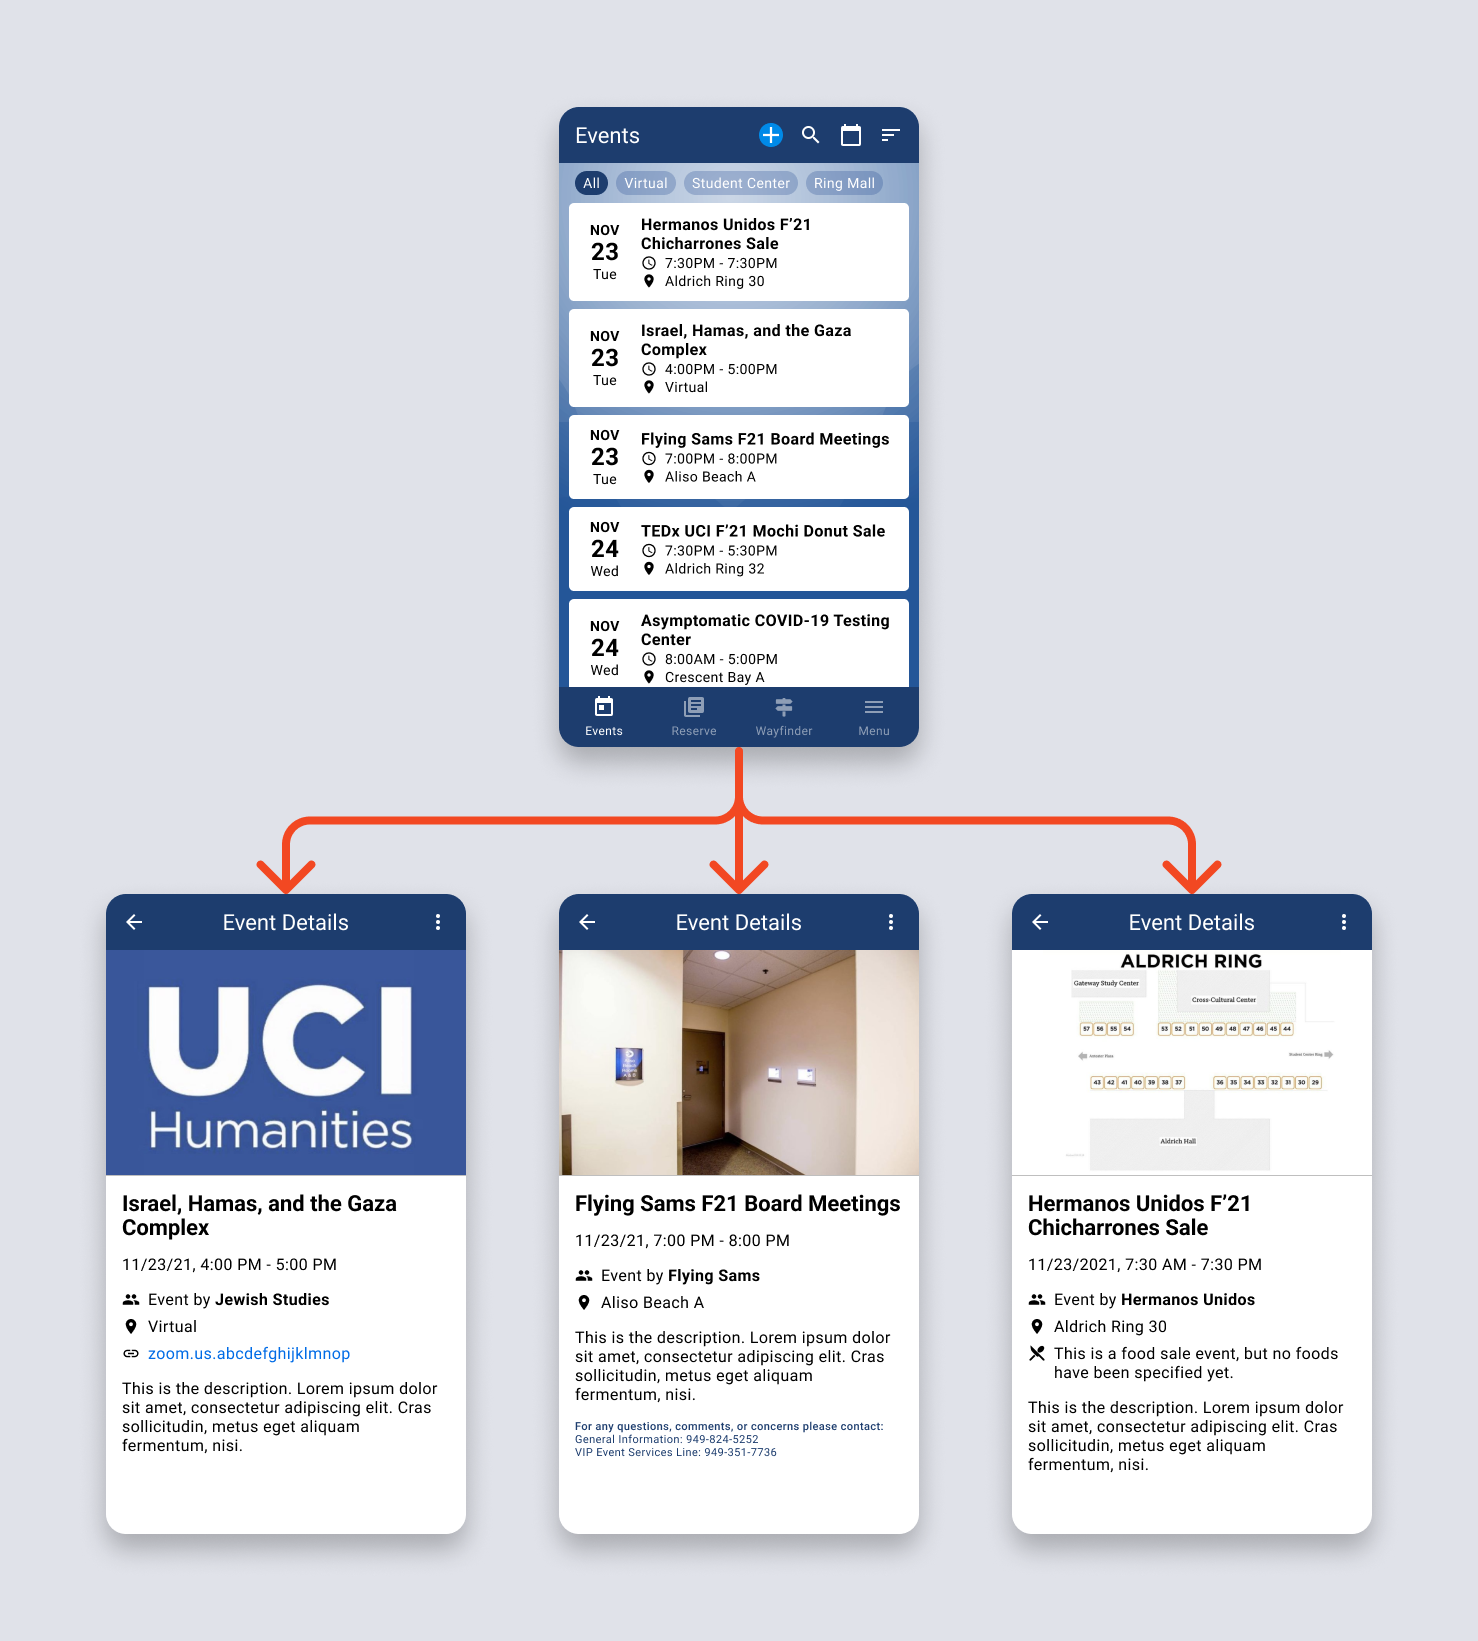 Events
All
Virtual
Student Center
Ring Mall
NOV
23
Tue
Hermanos Unidos F’21
Chicharrones Sale
7:30PM - 7:30PM
Aldrich Ring 30
NOV
23
Tue
Israel, Hamas, and the Gaza
Complex
4:00PM - 5:00PM
Virtual
NOV
23
Tue
Flying Sams F21 Board Meetings
7:00PM - 8:00PM
Aliso Beach A
NOV
24
Wed
TEDx UCI F’21 Mochi Donut Sale
7:30PM - 5:30PM
Aldrich Ring 32
NOV
24
Wed
Asymptomatic COVID-19 Testing
Center
8:00AM - 5:00PM
Crescent Bay A
Events
Reserve
Wayfinder
Menu
Event Details
UCI
Humanities
Israel, Hamas, and the Gaza
Complex
11/23/21, 4:00 PM - 5:00 PM
Event by Jewish Studies
Virtual
zoom.us.abcdefghijklmnop
This is the description. Lorem ipsum dolor
sit amet, consectetur adipiscing elit. Cras
sollicitudin, metus eget aliquam
fermentum, nisi.
Event Details
Flying Sams F21 Board Meetings
11/23/21, 7:00 PM - 8:00 PM
Event by Flying Sams
Aliso Beach A
This is the description. Lorem ipsum dolor
sit amet, consectetur adipiscing elit. Cras
sollicitudin, metus eget aliquam
fermentum, nisi.
For any questions, comments, or concerns please contact:
General Information: 949-824-5252
VIP Event Services Line: 949-351-7736
Event Details
ALDRICH RING
Gateway Study Center
Cross-Cultural Center
57 56 55 54
53 52 51 50 49 48 47 46 45 44
Student Center Ring
43 42 41 40 39 38 37
36 35 34 33 32 31 30 29
Aldrich Hall
Hermanos Unidos F’21
Chicharrones Sale
11/23/2021, 7:30 AM - 7:30 PM
Event by Hermanos Unidos
Aldrich Ring 30
This is a food sale event, but no foods
have been specified yet.
This is the description. Lorem ipsum dolor
sit amet, consectetur adipiscing elit. Cras
sollicitudin, metus eget aliquam
fermentum, nisi.